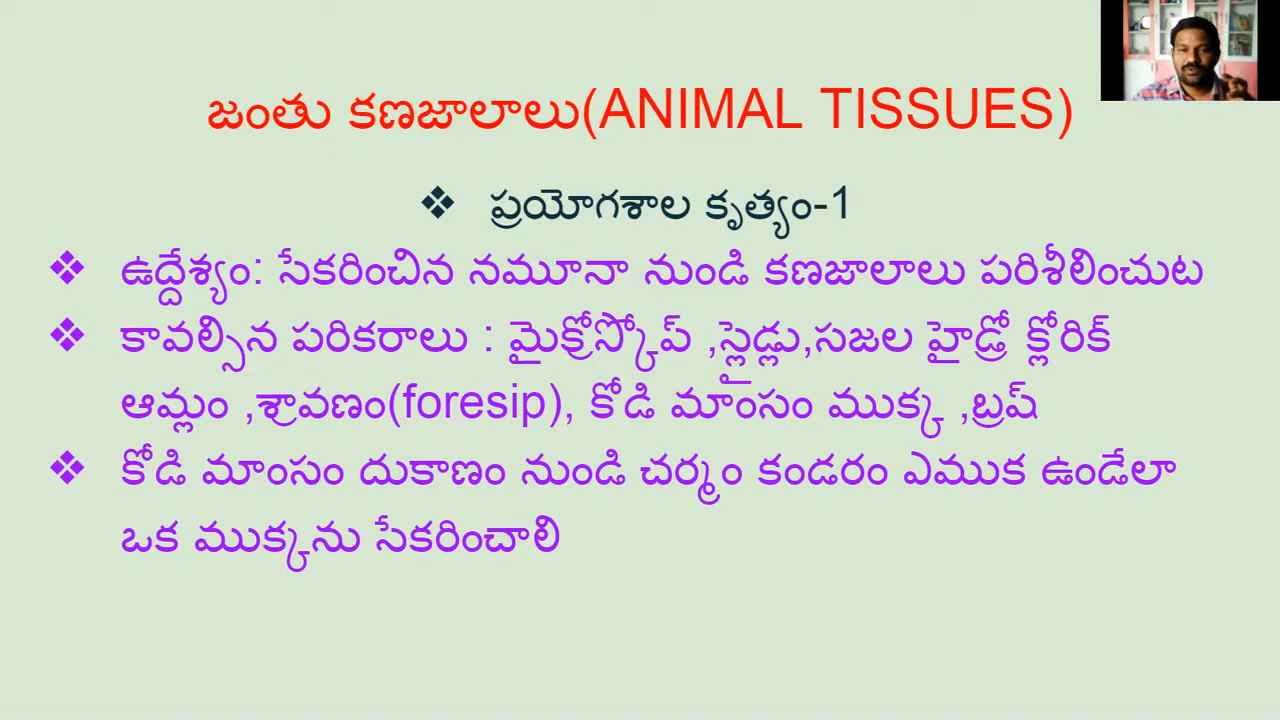 జంతు కణజాలాలు(ANIMAL TISSUES)
❖ ప్రయోగశాల కృత్యం-1
❖ ఉద్దేశ్యం: సేకరించిన నమూనా నుండి కణజాలాలు పరిశీలించుట
❖ కావల్సిన పరికరాలు : మైక్రోస్కోప్ ,స్లైడ్లు,సజల హైడ్రో క్లోరిక్
ఆమ్లం ,శ్రావణం(foresip), కోడి మాంసం ముక్క ,బ్రష్
❖ కోడి మాంసం దుకాణం నుండి చర్మం కండరం ఎముక ఉండేలా
ఒక ముక్కను సేకరించాలి